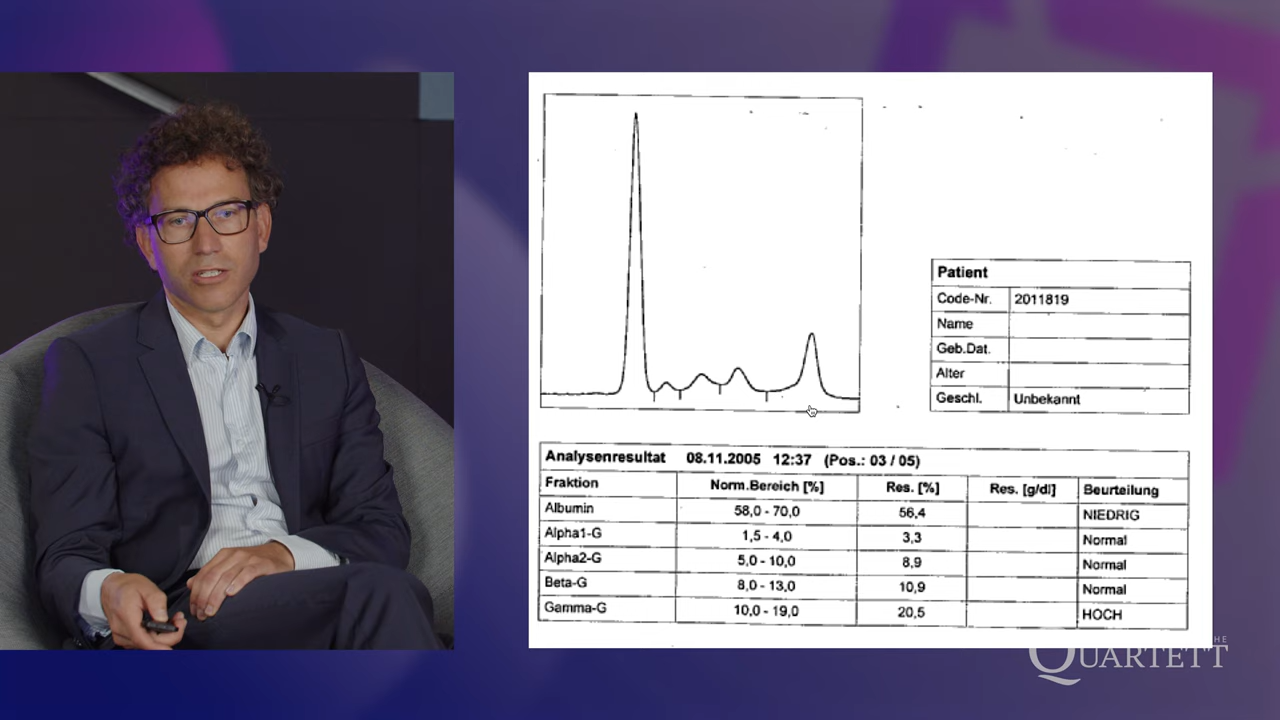 Patient
Code-Nr. 2011819
Name
Geb.Dat.
Alter
Geschl. Unbekannt
Analysenresultat 08.11.2005 12:37 (Pos.: 03 / 05)
Fraktion Norm.Bereich [%] Res. [%] Res. [g/dl] Beurteilung
Albumin 58,0 - 70,0 56,4 NIEDRIG
Alpha1-G 1,5 - 4,0 3,3 Normal
Alpha2-G 5,0 - 10,0 8,9 Normal
Beta-G 8,0 - 13,0 10,9 Normal
Gamma-G 10,0 - 19,0 20,5 HOCH
THE
QUARTETT